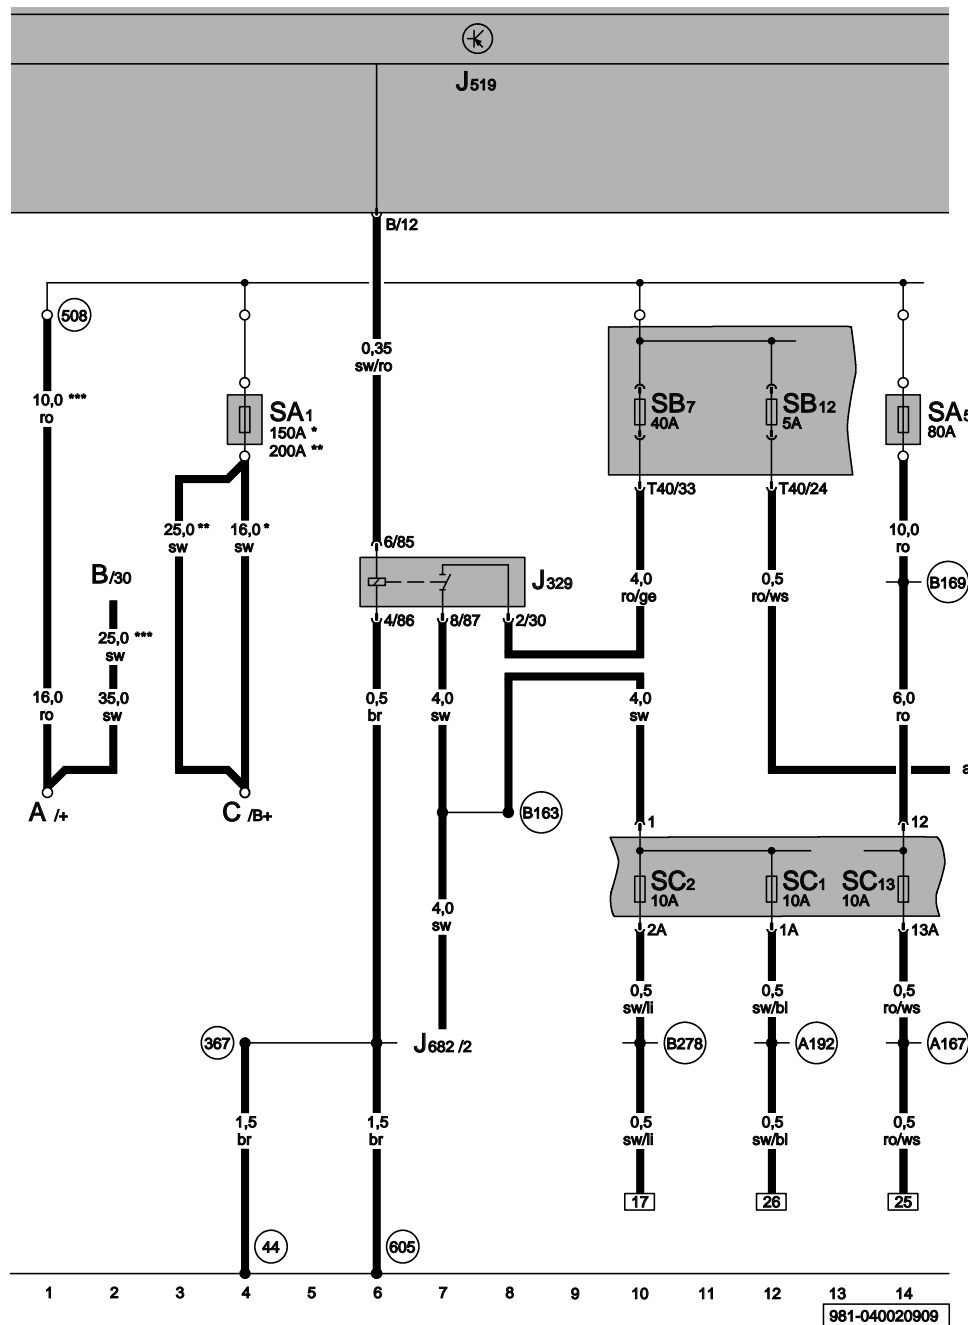 J519
B/12
508
0,35
sw/ro
10,0 ***
ro
SA1
150A *
200A **
SB7
40A
SB12
5A
SA5
80A
T40/33
T40/24
25,0 **
sw
16,0 *
sw
10,0
ro
6/85
B/30
J329
4,0
ro/ge
0,5
ro/ws
B169
4/86
8/87
2/30
25,0 ***
sw
16,0
ro
35,0
sw
0,5
br
4,0
sw
4,0
sw
6,0
ro
a
A /+
C /B+
B163
1
12
SC2
10A
SC1
10A
SC13
10A
4,0
sw
2A
1A
13A
0,5
sw/li
0,5
sw/bl
0,5
ro/ws
367
J682 /2
B278
A192
A167
1,5
br
1,5
br
0,5
sw/li
0,5
sw/bl
0,5
ro/ws
17
26
25
44
605
1 2 3 4 5 6 7 8 9 10 11 12 13 14
981-040020909